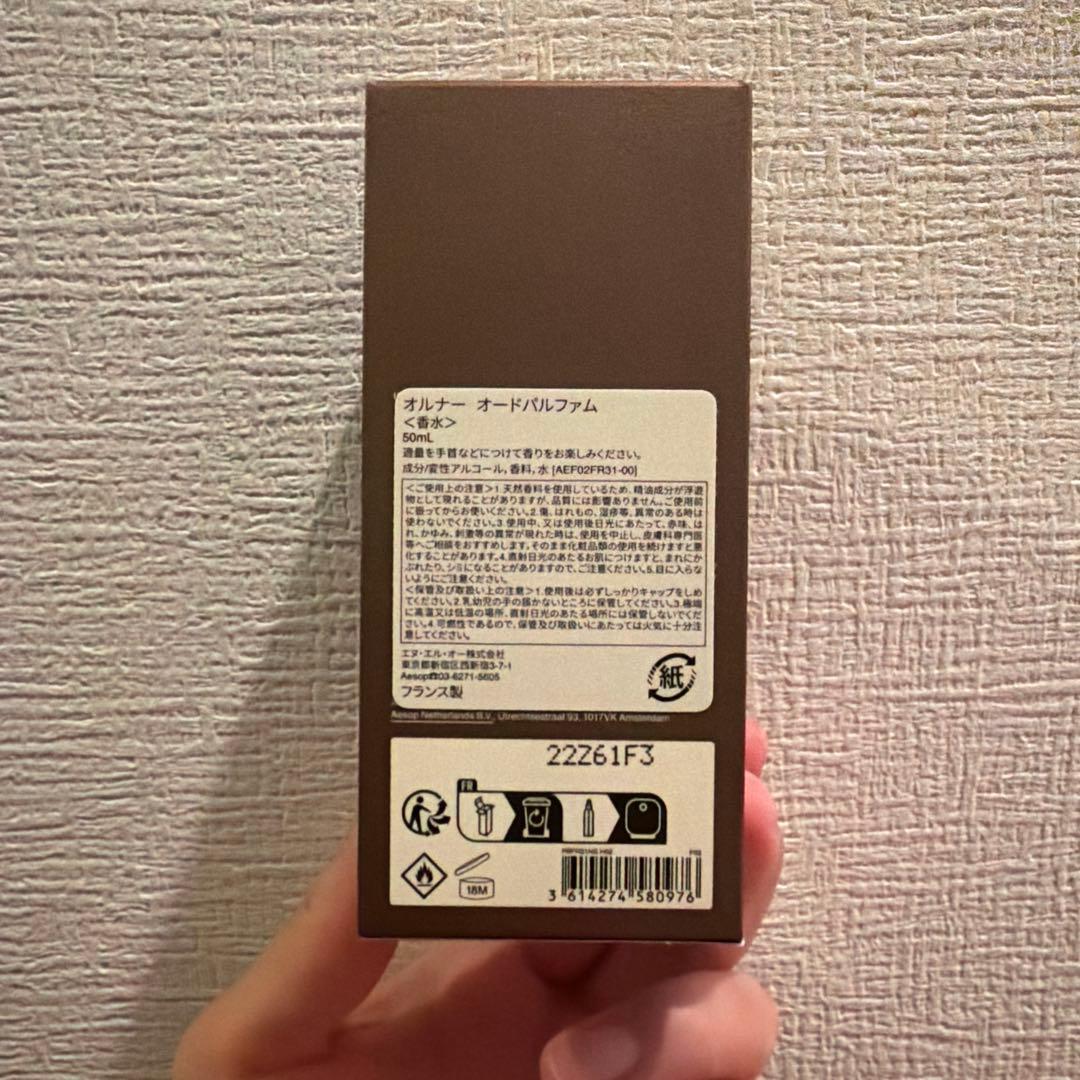 オルナー オードパルファム
＜香水＞
50mL
適量を手首などにつけて香りをお楽しみください。
成分/変性アルコール, 香料, 水 [AEF02FR31-00]
＜ご使用上の注意＞1. 天然香料を使用しているため、精油成分が浮遊
物として現れることがありますが、品質には影響ありません。ご使用前
に振ってからお使いください。2. 傷、はれもの、湿疹等、異常のある時は
使わないでください。3. 使用中、又は使用後日光にあたって、赤味、は
れ、かゆみ、刺激等の異常が現れた時は、使用を中止し、皮膚科専門医
等へご相談をおすすめします。そのまま化粧品類の使用を続けますと悪
化することがあります。4. 直射日光のあたるお肌につけますと、まれにか
ぶれたり、シミになることがありますので、ご注意ください。5. 目に入らな
いようにご注意ください。
＜保管及び取扱い上の注意＞1. 使用後は必ずしっかりキャップをしめ
てください。2. 乳幼児の手の届かないところに保管してください。3. 極端
に高温又は低温の場所、直射日光のあたる場所には保管しないでくだ
さい。4. 可燃性であるので、保管及び取扱いにあたっては火気に十分注
意してください。
エヌ・エル・オー株式会社
東京都新宿区西新宿3-7-1
Aesop☎03-6271-5605
フランス製
紙
Aesop Netherlands B.V., Utrechtsestraat 93, 1017VK Amsterdam
22Z61F3
FR
18M
3 614274 580976